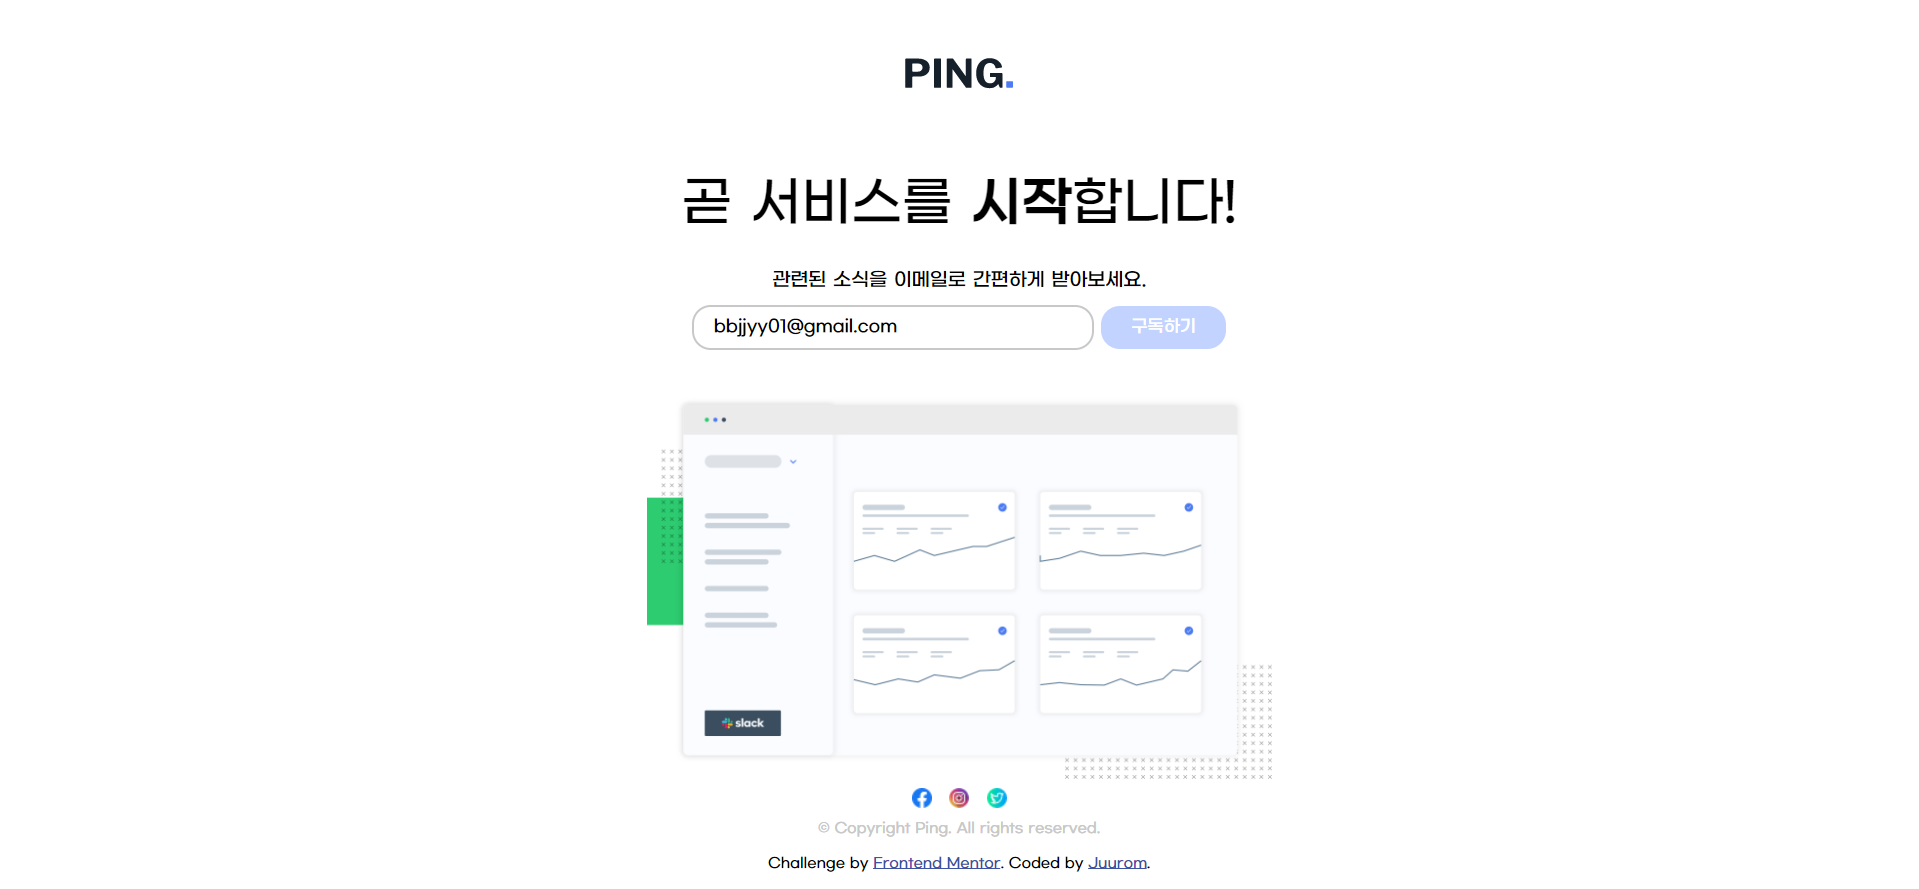 PING.
곧 서비스를 시작합니다!
관련된 소식을 이메일로 간편하게 받아보세요.
bbjjyy01@gmail.com 구독하기
slack
© Copyright Ping. All rights reserved.
Challenge by Frontend Mentor. Coded by Juurom.